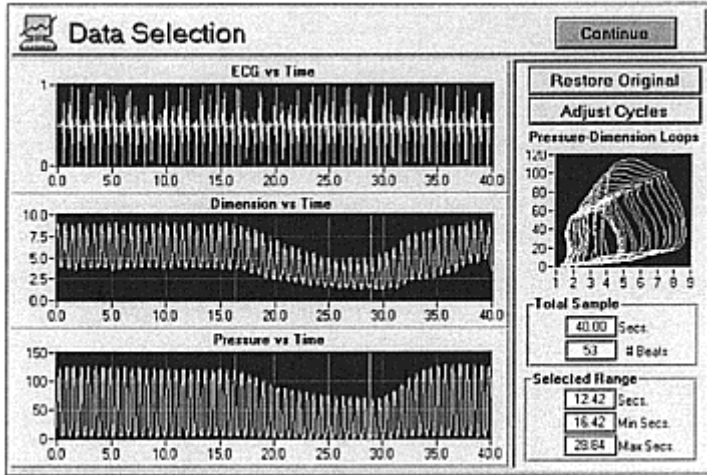 Data Selection
Continue
ECG vs Time
1
0
0.0 5.0 10.0 15.0 20.0 25.0 30.0 35.0 40.0
Dimension vs Time
10.0
7.5
5.0
2.5
0.0
0.0 5.0 10.0 15.0 20.0 25.0 30.0 35.0 40.0
Pressure vs Time
150
100
50
0
0.0 5.0 10.0 15.0 20.0 25.0 30.0 35.0 40.0
Restore Original
Adjust Cycles
Pressure-Dimension Loops
120
100
80
60
40
20
0
1 2 3 4 5 6 7 8 9
Total Sample
40.00 Secs.
53 # Beats
Selected Range
12.42 Secs.
16.42 Min Secs.
28.84 Max Secs.